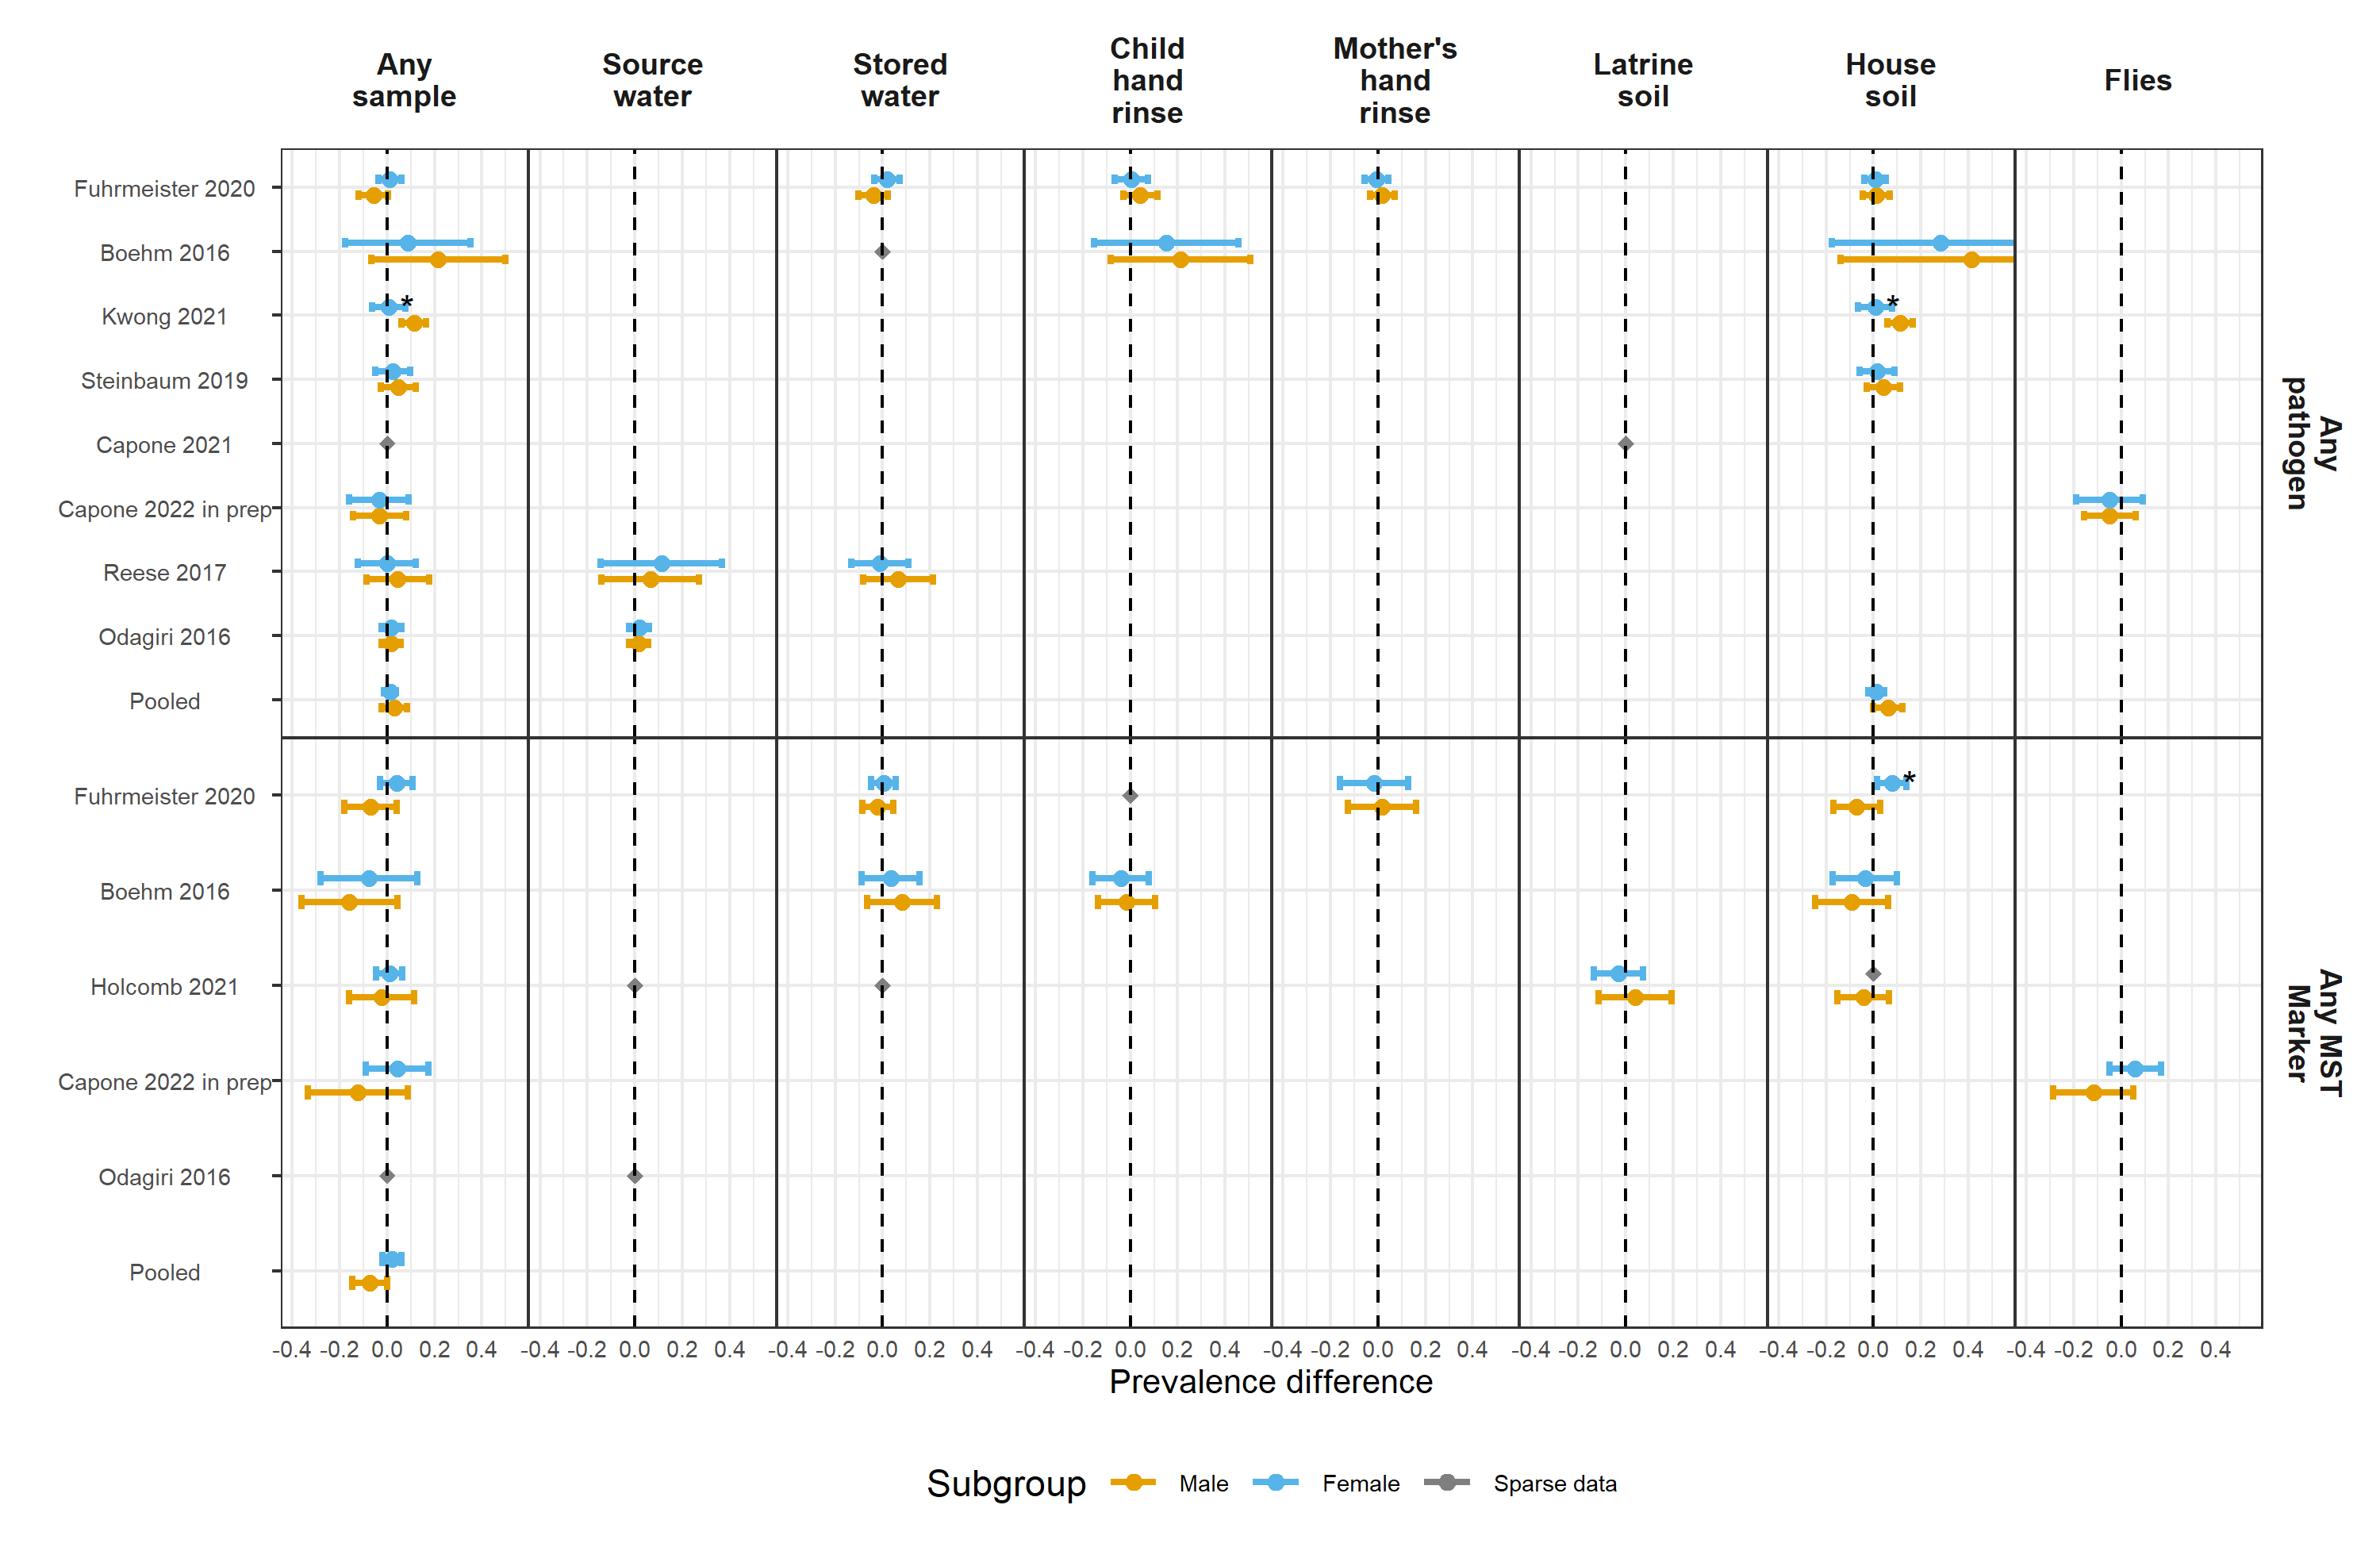 Any
sample
Source
water
Stored
water
Child
hand
rinse
Mother's
hand
rinse
Latrine
soil
House
soil
Flies
Fuhrmeister 2020
Boehm 2016
Kwong 2021
Steinbaum 2019
Capone 2021
Capone 2022 in prep
Reese 2017
Odagiri 2016
Pooled
*
*
Any
pathogen
Fuhrmeister 2020
Boehm 2016
Holcomb 2021
Capone 2022 in prep
Odagiri 2016
Pooled
*
Any MST
Marker
-0.4 -0.2 0.0 0.2 0.4 -0.4 -0.2 0.0 0.2 0.4 -0.4 -0.2 0.0 0.2 0.4 -0.4 -0.2 0.0 0.2 0.4 -0.4 -0.2 0.0 0.2 0.4 -0.4 -0.2 0.0 0.2 0.4 -0.4 -0.2 0.0 0.2 0.4 -0.4 -0.2 0.0 0.2 0.4
Prevalence difference
Subgroup Male Female Sparse data